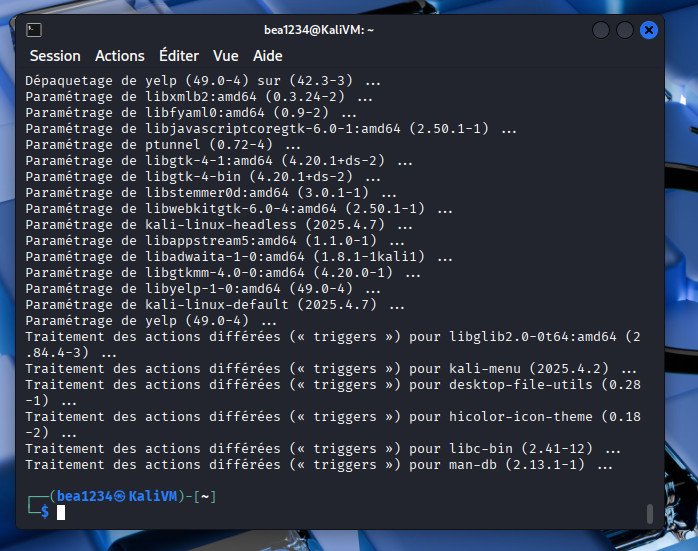 bea1234@KaliVM: ~
Session Actions Éditer Vue Aide
Dépaquetage de yelp (49.0-4) sur (42.3-3) ...
Paramétrage de libxmlb2:amd64 (0.3.24-2) ...
Paramétrage de libfyaml0:amd64 (0.9-2) ...
Paramétrage de libjavascriptcoregtk-6.0-1:amd64 (2.50.1-1) ...
Paramétrage de ptunnel (0.72-4) ...
Paramétrage de libgtk-4-1:amd64 (4.20.1+ds-2) ...
Paramétrage de libgtk-4-bin (4.20.1+ds-2) ...
Paramétrage de libstemmer0d:amd64 (3.0.1-1) ...
Paramétrage de libwebkitgtk-6.0-4:amd64 (2.50.1-1) ...
Paramétrage de kali-linux-headless (2025.4.7) ...
Paramétrage de libappstream5:amd64 (1.1.0-1) ...
Paramétrage de libadwaita-1-0:amd64 (1.8.1-1kali1) ...
Paramétrage de libgtkmm-4.0-0:amd64 (4.20.0-1) ...
Paramétrage de libyelp-1-0:amd64 (49.0-4) ...
Paramétrage de kali-linux-default (2025.4.7) ...
Paramétrage de yelp (49.0-4) ...
Traitement des actions différées (« triggers ») pour libglib2.0-0t64:amd64 (2
.84.4-3) ...
Traitement des actions différées (« triggers ») pour kali-menu (2025.4.2) ...
Traitement des actions différées (« triggers ») pour desktop-file-utils (0.28
-1) ...
Traitement des actions différées (« triggers ») pour hicolor-icon-theme (0.18
-2) ...
Traitement des actions différées (« triggers ») pour libc-bin (2.41-12) ...
Traitement des actions différées (« triggers ») pour man-db (2.13.1-1) ...
┌──(bea1234㉿KaliVM)-[~]
└─$